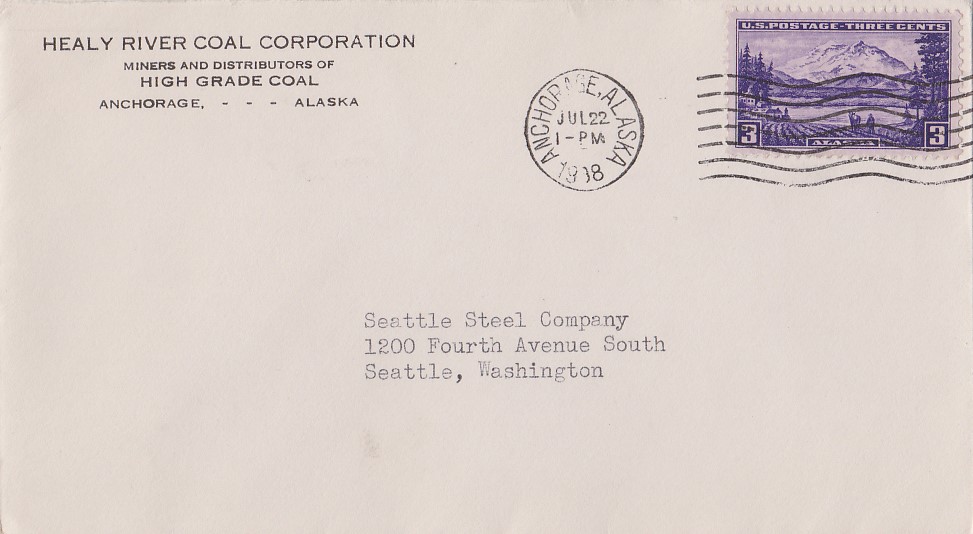 HEALY RIVER COAL CORPORATION
MINERS AND DISTRIBUTORS OF
HIGH GRADE COAL
ANCHORAGE, - - - ALASKA
ANCHORAGE, ALASKA
JUL 22
1-PM
1938
U.S. POSTAGE-THREE CENTS
3 3
ALASKA
Seattle Steel Company
1200 Fourth Avenue South
Seattle, Washington